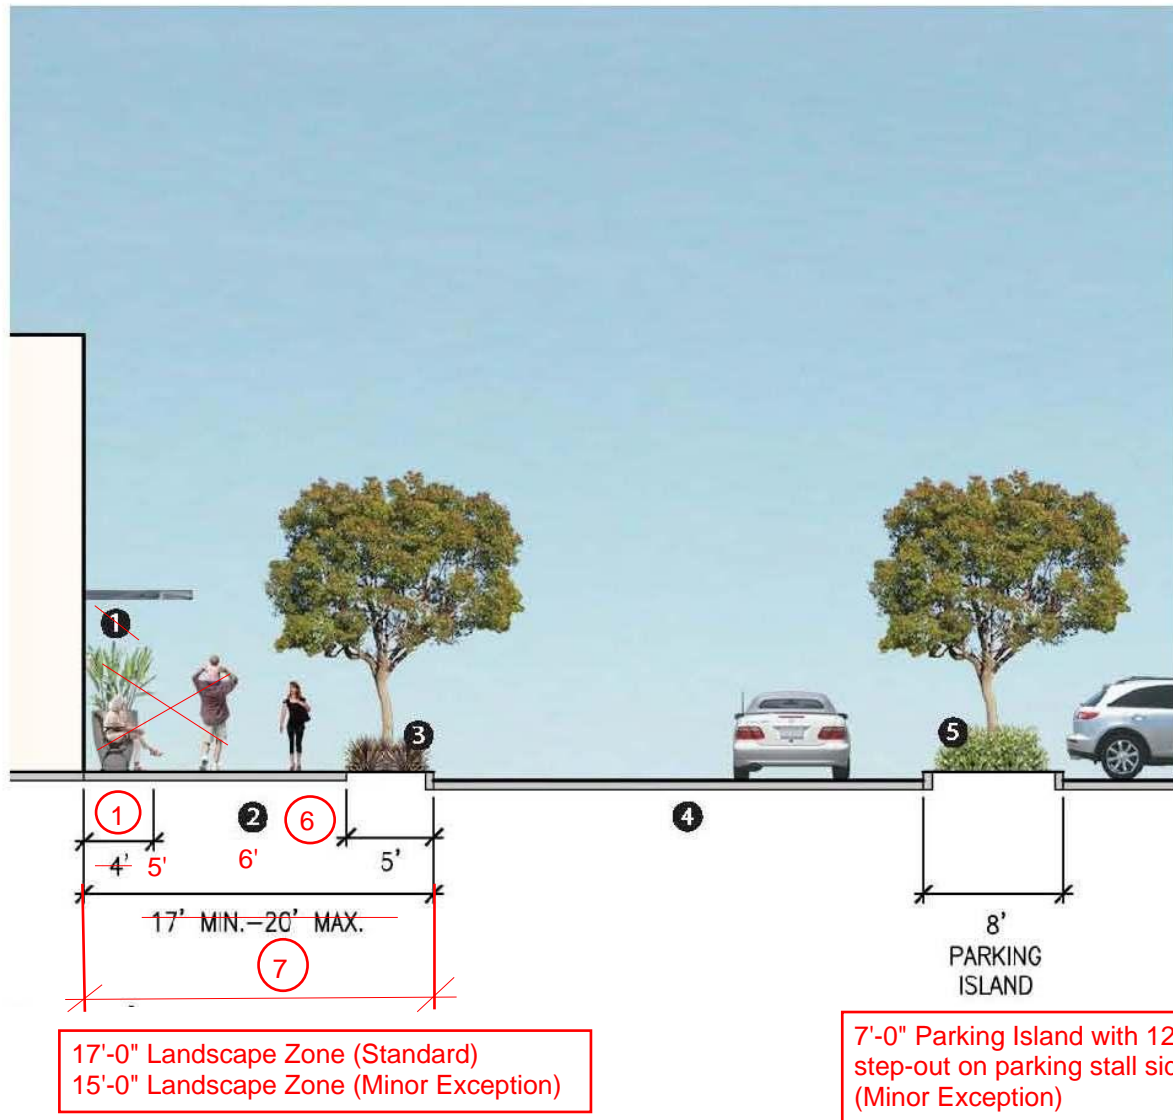 1
3
5
1
2
6
4
4' 5'
6'
5'
17' MIN.–20' MAX.
7
8'
PARKING
ISLAND
17'-0" Landscape Zone (Standard)
15'-0" Landscape Zone (Minor Exception)
7'-0" Parking Island with 12
step-out on parking stall
(Minor Exception)